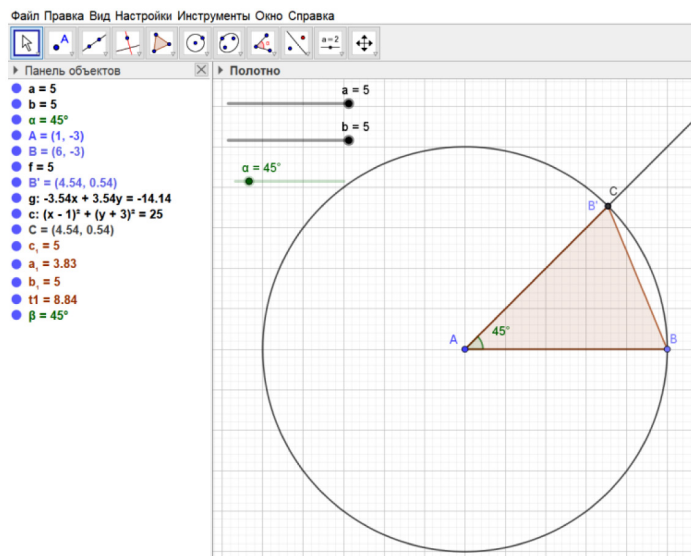 Файл Правка Вид Настройки Инструменты Окно Справка
A
a=2
Панель объектов
Полотно
a = 5
b = 5
α = 45°
A = (1, -3)
B = (6, -3)
f = 5
B' = (4.54, 0.54)
g: -3.54x + 3.54y = -14.14
c: (x - 1)² + (y + 3)² = 25
C = (4.54, 0.54)
c₁ = 5
a₁ = 3.83
b₁ = 5
t1 = 8.84
β = 45°
a = 5
b = 5
α = 45°
C
B'
45°
A
B